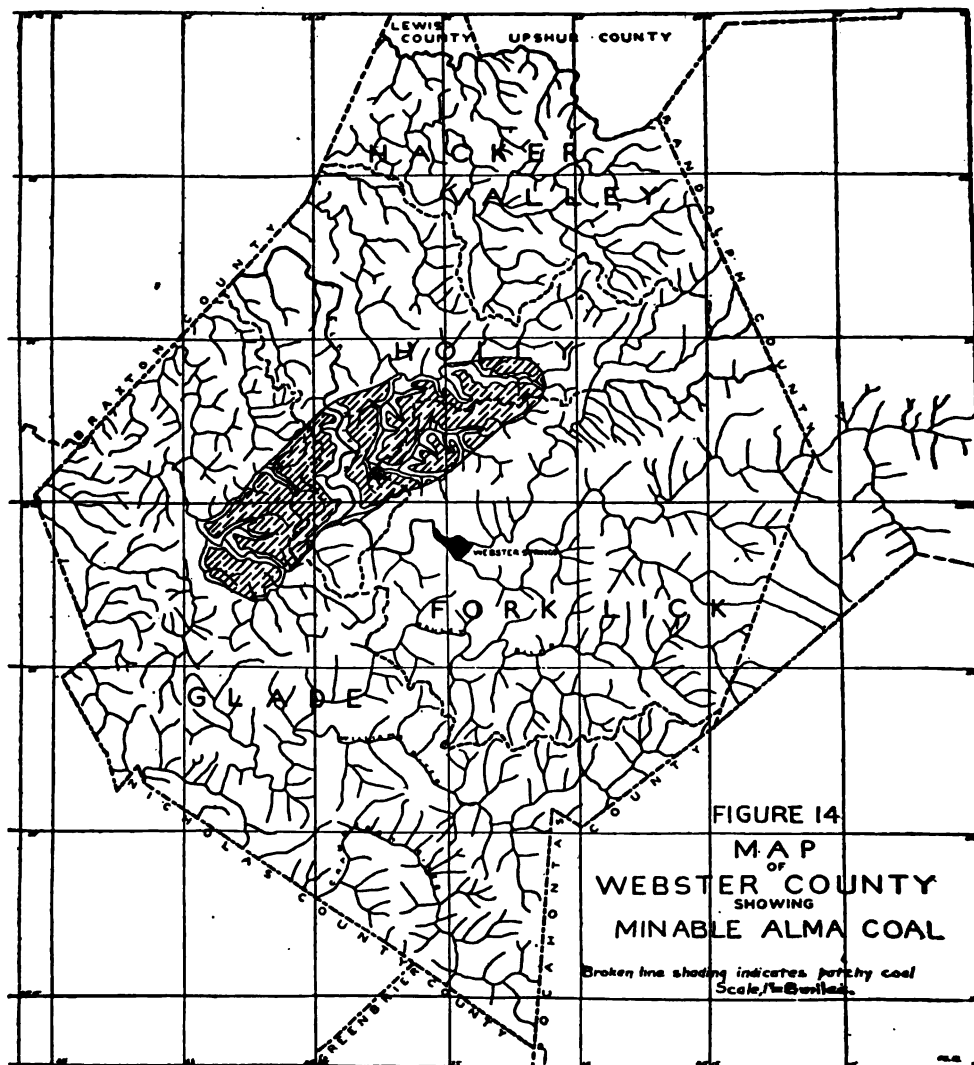 LEWIS
COUNTY
UPSHUR COUNTY
HACKER
VALLEY
RANDOLPH COUNTY
BRAXTON COUNTY
HOLLY
WEBSTER SPRINGS
FORK LICK
GLADE
NICHOLAS COUNTY
GREENBRIER COUNTY
POCAHONTAS COUNTY
FIGURE 14
MAP
OF
WEBSTER COUNTY
SHOWING
MINABLE ALMA COAL
Broken line shading indicates patchy coal
Scale,